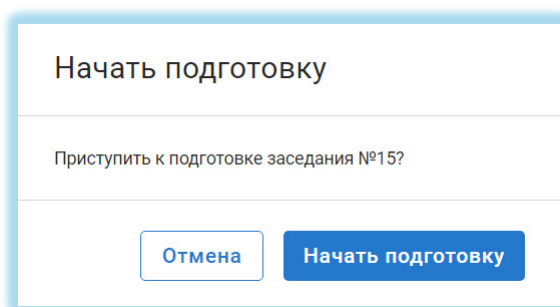 Начать подготовку
Приступить к подготовке заседания №15?
Отмена
Начать подготовку